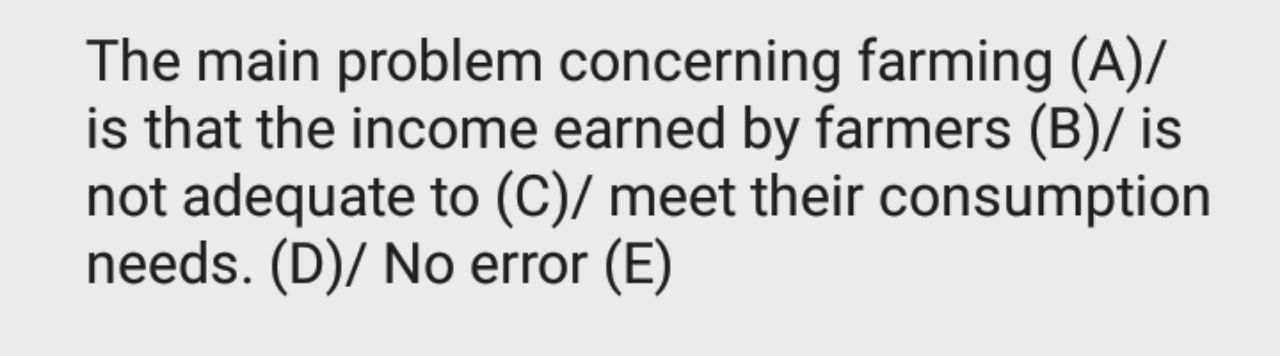 The main problem concerning farming (A)/
is that the income earned by farmers (B)/ is
not adequate to (C)/ meet their consumption
needs. (D)/ No error (E)